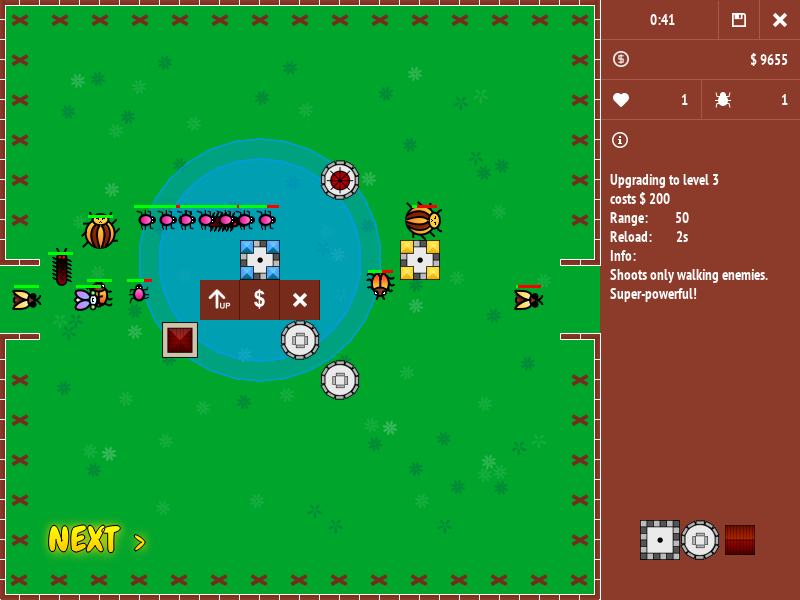 0:41
$ 9655
1
1
Upgrading to level 3
costs $ 200
Range: 50
Reload: 2s
Info:
Shoots only walking enemies.
Super-powerful!
UP
$
NEXT >